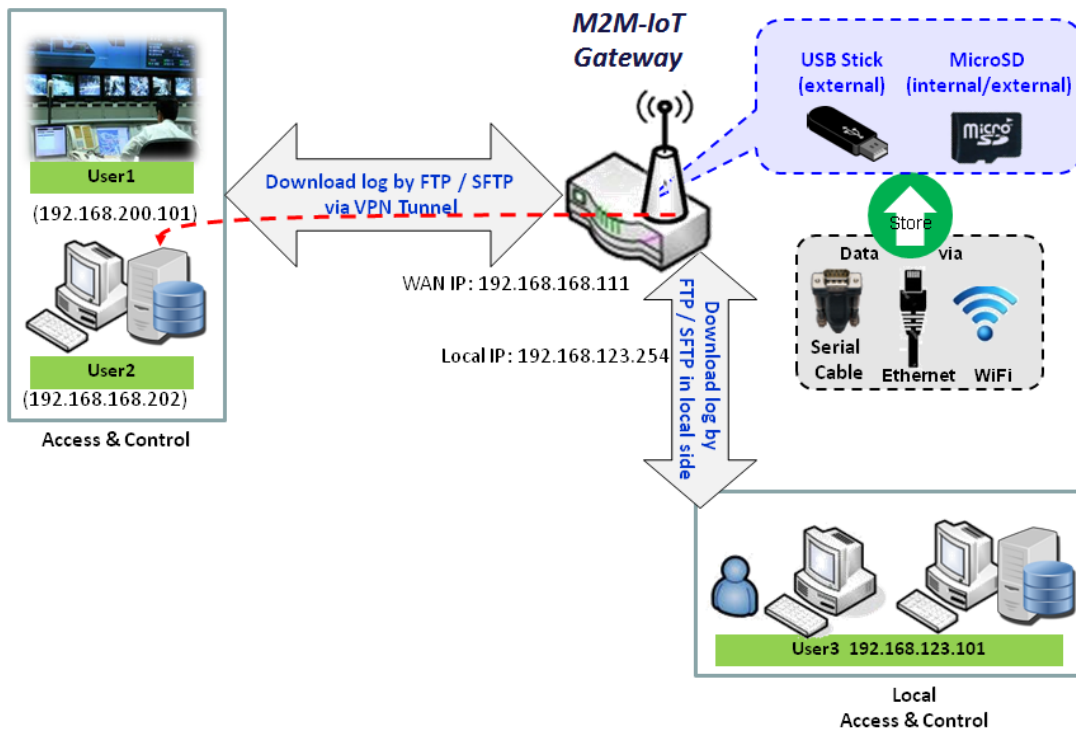 M2M-IoT
Gateway
USB Stick
(external)
MicroSD
(internal/external)
micro
SD
User1
(192.168.200.101)
Download log by FTP / SFTP
via VPN Tunnel
Store
Data via
Serial
Cable
Ethernet
WiFi
WAN IP: 192.168.168.111
Local IP: 192.168.123.254
Download log by
FTP / SFTP in local side
User2
(192.168.168.202)
Access & Control
User3 192.168.123.101
Local
Access & Control